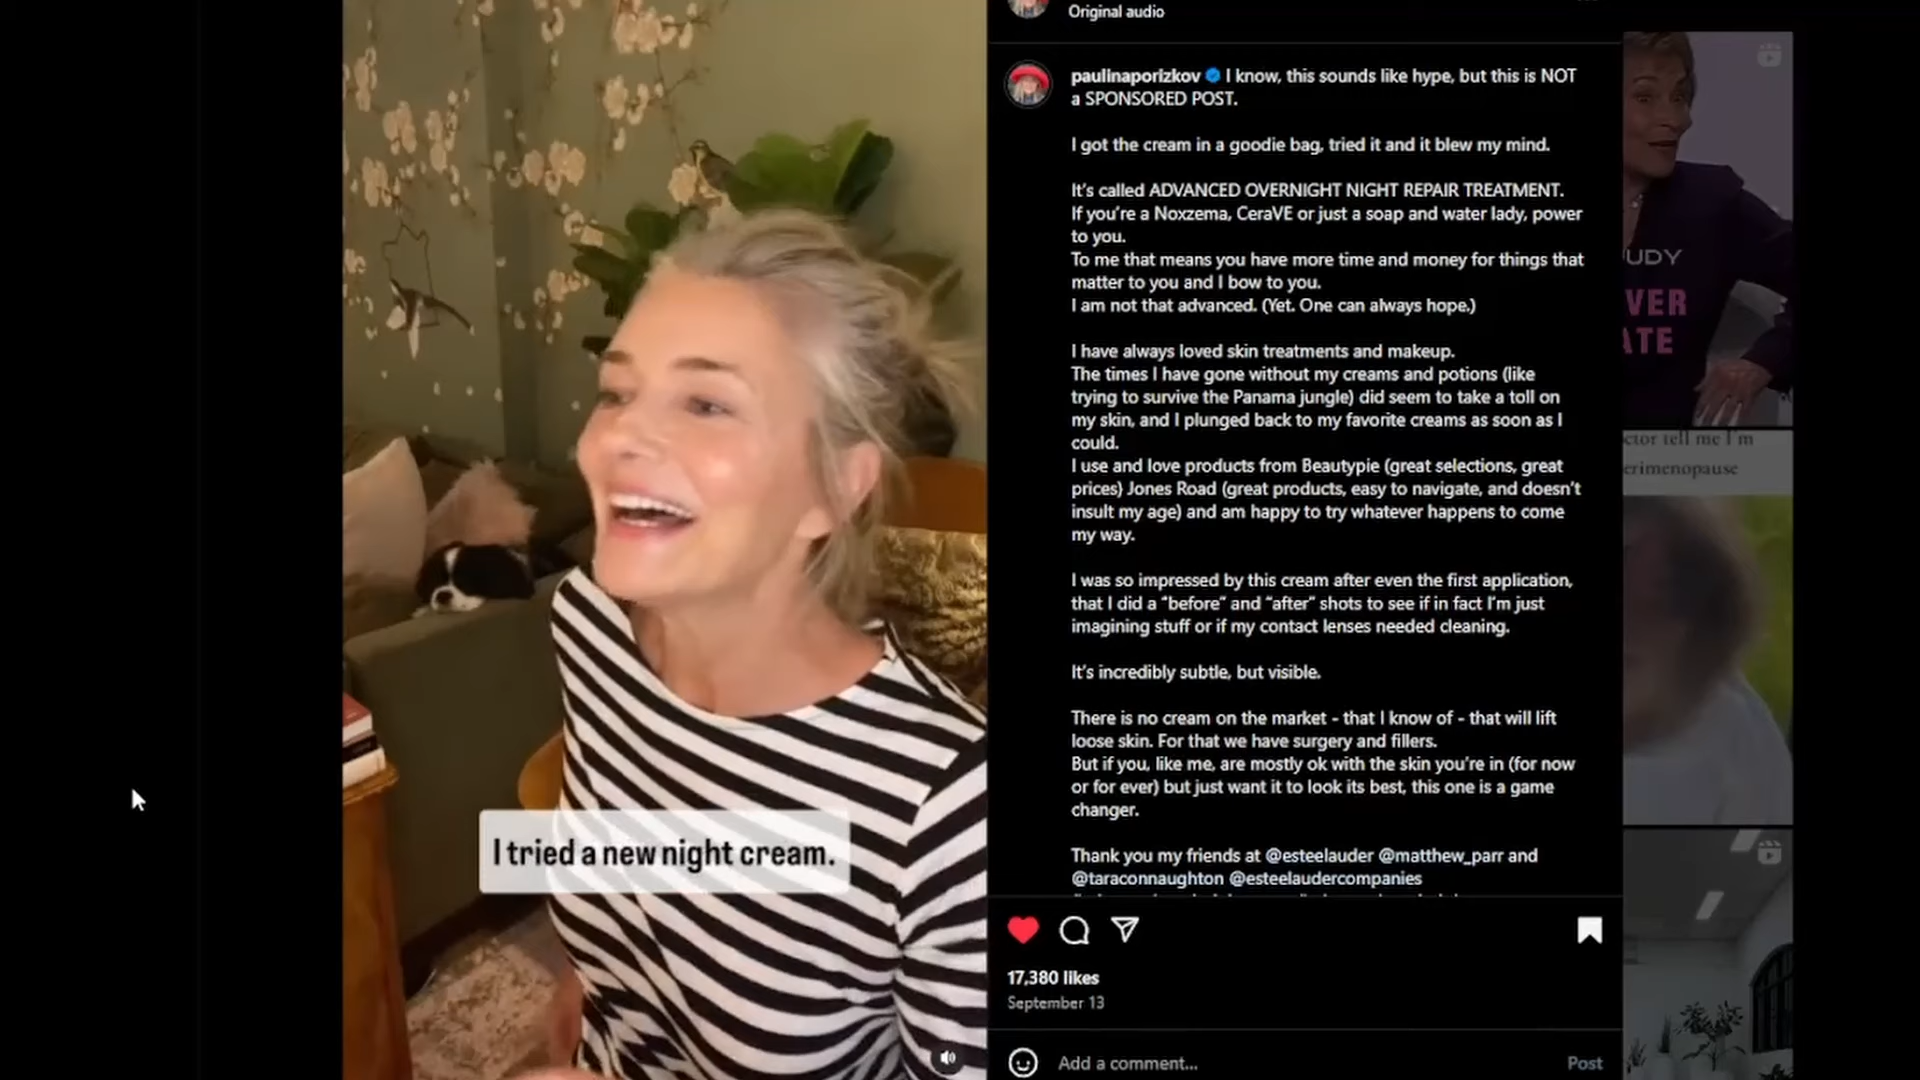 Original audio
paulinaporizkov I know, this sounds like hype, but this is NOT
a SPONSORED POST.
I got the cream in a goodie bag, tried it and it blew my mind.
It's called ADVANCED OVERNIGHT NIGHT REPAIR TREATMENT.
If you're a Noxzema, CeraVE or just a soap and water lady, power
to you.
To me that means you have more time and money for things that
matter to you and I bow to you.
I am not that advanced. (Yet. One can always hope.)
I have always loved skin treatments and makeup.
The times I have gone without my creams and potions (like
trying to survive the Panama jungle) did seem to take a toll on
my skin, and I plunged back to my favorite creams as soon as I
could.
I use and love products from Beautypie (great selections, great
prices) Jones Road (great products, easy to navigate, and doesn't
insult my age) and am happy to try whatever happens to come
my way.
I was so impressed by this cream after even the first application,
that I did a "before" and "after" shots to see if in fact I'm just
imagining stuff or if my contact lenses needed cleaning.
It's incredibly subtle, but visible.
There is no cream on the market - that I know of - that will lift
loose skin. For that we have surgery and fillers.
But if you, like me, are mostly ok with the skin you're in (for now
or for ever) but just want it to look its best, this one is a game
changer.
Thank you my friends at @esteelauder @matthew_parr and
@taraconnaughton @esteelaudercompanies
17,380 likes
September 13
Add a comment...
Post
I tried a new night cream.
UDY
VER
ATE
ctor tell me I'm
erimenopause